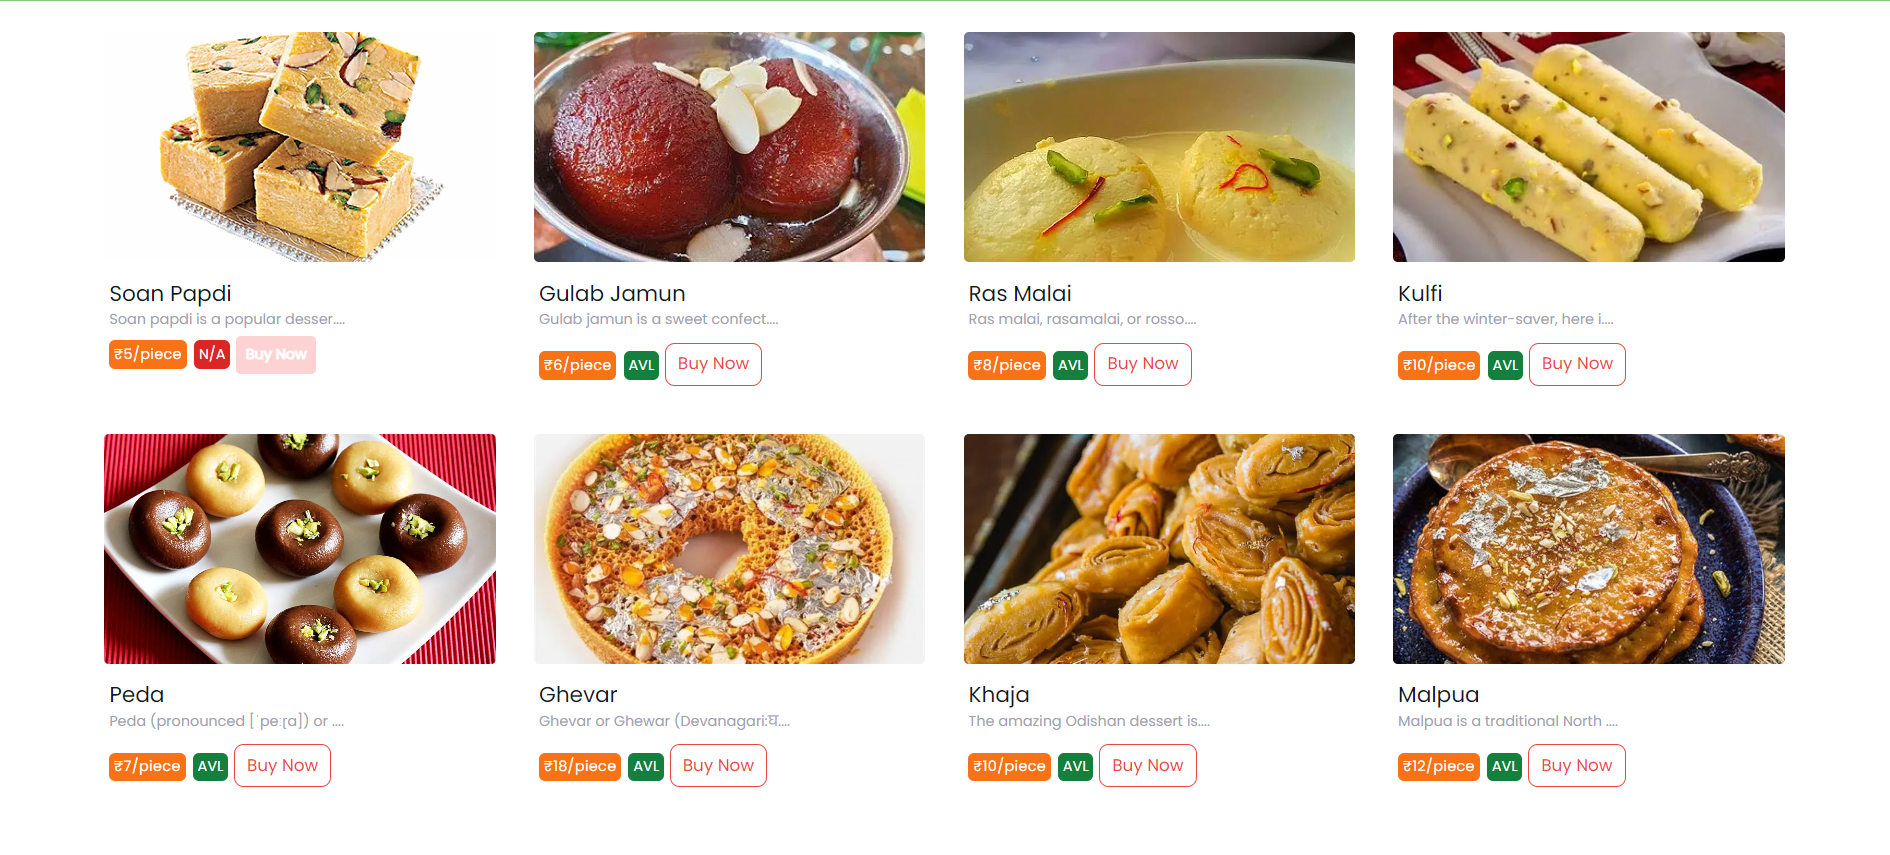 Soan Papdi
Soan papdi is a popular desser....
₹5/piece N/A Buy Now
Gulab Jamun
Gulab jamun is a sweet confect....
₹6/piece AVL Buy Now
Ras Malai
Ras malai, rasamalai, or rosso....
₹8/piece AVL Buy Now
Kulfi
After the winter-saver, here i....
₹10/piece AVL Buy Now
Peda
Peda (pronounced [ˈpeːɽa]) or ....
₹7/piece AVL Buy Now
Ghevar
Ghevar or Ghewar (Devanagari:घ....
₹18/piece AVL Buy Now
Khaja
The amazing Odishan dessert is....
₹10/piece AVL Buy Now
Malpua
Malpua is a traditional North ....
₹12/piece AVL Buy Now